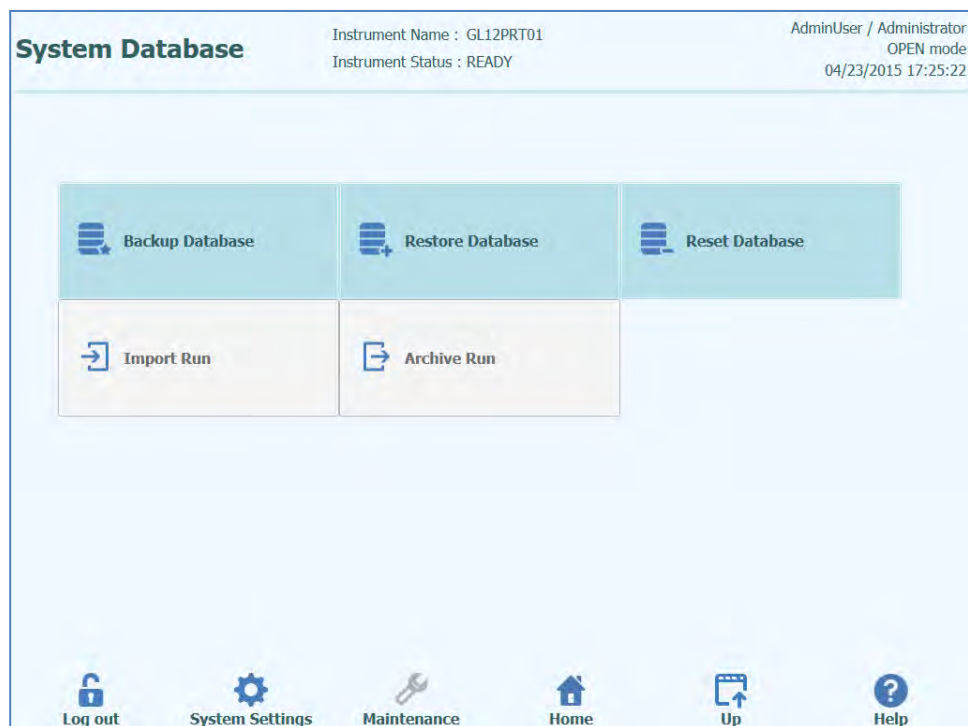 System Database
Instrument Name : GL12PRT01
Instrument Status : READY
AdminUser / Administrator
OPEN mode
04/23/2015 17:25:22
Backup Database
Restore Database
Reset Database
Import Run
Archive Run
Log out
System Settings
Maintenance
Home
Up
Help